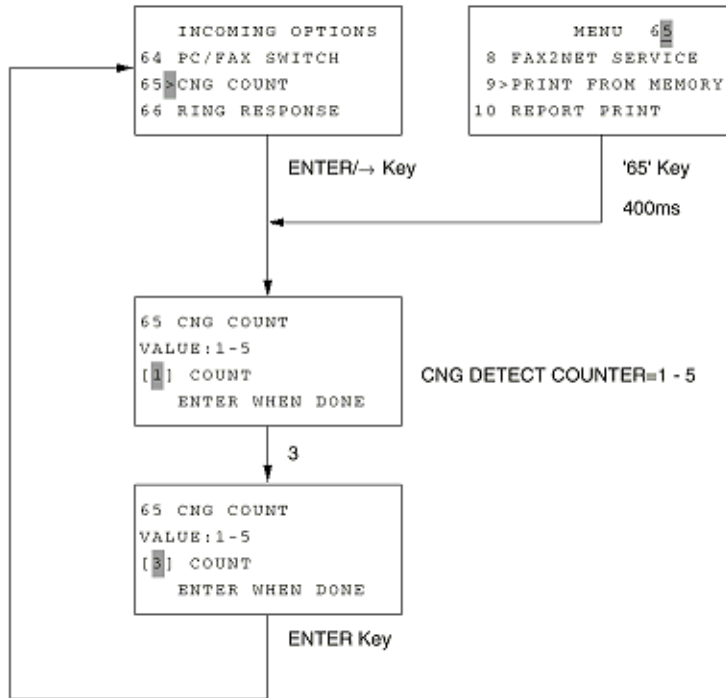 INCOMING OPTIONS
64 PC/FAX SWITCH
65>CNG COUNT
66 RING RESPONSE
MENU 65
8 FAX2NET SERVICE
9>PRINT FROM MEMORY
10 REPORT PRINT
ENTER/→ Key
'65' Key
400ms
65 CNG COUNT
VALUE:1-5
[1] COUNT
ENTER WHEN DONE
CNG DETECT COUNTER=1 - 5
3
65 CNG COUNT
VALUE:1-5
[3] COUNT
ENTER WHEN DONE
ENTER Key